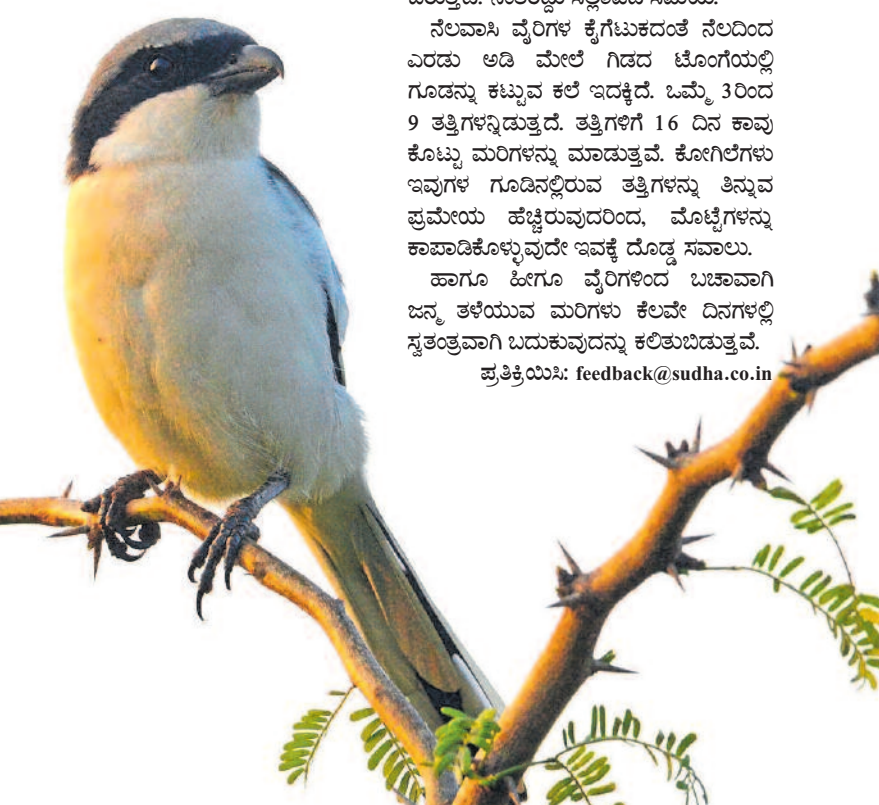 ನೆಲವಾಸಿ ವೈರಿಗಳ ಕೈಗೆಟುಕದಂತೆ ನೆಲದಿಂದ
ಎರಡು ಅಡಿ ಮೇಲೆ ಗಿಡದ ಟೊಂಗೆಯಲ್ಲಿ
ಗೂಡನ್ನು ಕಟ್ಟುವ ಕಲೆ ಇದಕ್ಕಿದೆ. ಒಮ್ಮೆ 3ರಿಂದ
9 ತತ್ತಿಗಳನ್ನಿಡುತ್ತದೆ. ತತ್ತಿಗಳಿಗೆ 16 ದಿನ ಕಾವು
ಕೊಟ್ಟು ಮರಿಗಳನ್ನು ಮಾಡುತ್ತವೆ. ಕೋಗಿಲೆಗಳು
ಇವುಗಳ ಗೂಡಿನಲ್ಲಿರುವ ತತ್ತಿಗಳನ್ನು ತಿನ್ನುವ
ಪ್ರಮೇಯ ಹೆಚ್ಚಿರುವುದರಿಂದ, ಮೊಟ್ಟೆಗಳನ್ನು
ಕಾಪಾಡಿಕೊಳ್ಳುವುದೇ ಇವಕ್ಕೆ ದೊಡ್ಡ ಸವಾಲು.
ಹಾಗೂ ಹೀಗೂ ವೈರಿಗಳಿಂದ ಬಚಾವಾಗಿ
ಜನ್ಮ ತಳೆಯುವ ಮರಿಗಳು ಕೆಲವೇ ದಿನಗಳಲ್ಲಿ
ಸ್ವತಂತ್ರವಾಗಿ ಬದುಕುವುದನ್ನು ಕಲಿತುಬಿಡುತ್ತವೆ.
ಪ್ರತಿಕ್ರಿಯಿಸಿ: feedback@sudha.co.in